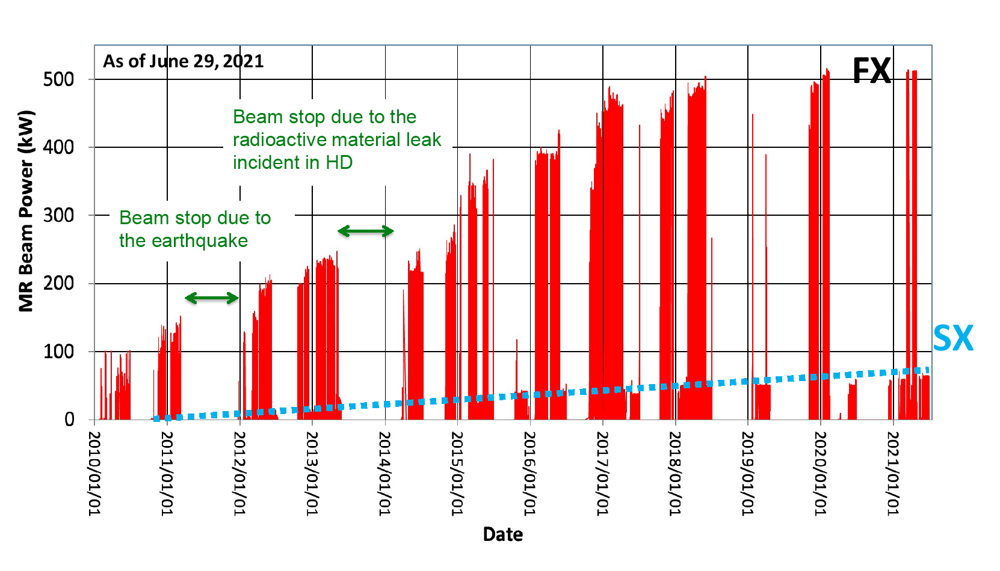 As of June 29, 2021
FX
500
Beam stop due to the
radioactive material leak
incident in HD
400
Beam stop due to
the earthquake
300
200
SX
100
0
MR Beam Power (kW)
2010/01/01
2011/01/01
2012/01/01
2013/01/01
2014/01/01
2015/01/01
2016/01/01
2017/01/01
2018/01/01
2019/01/01
2020/01/01
2021/01/01
Date